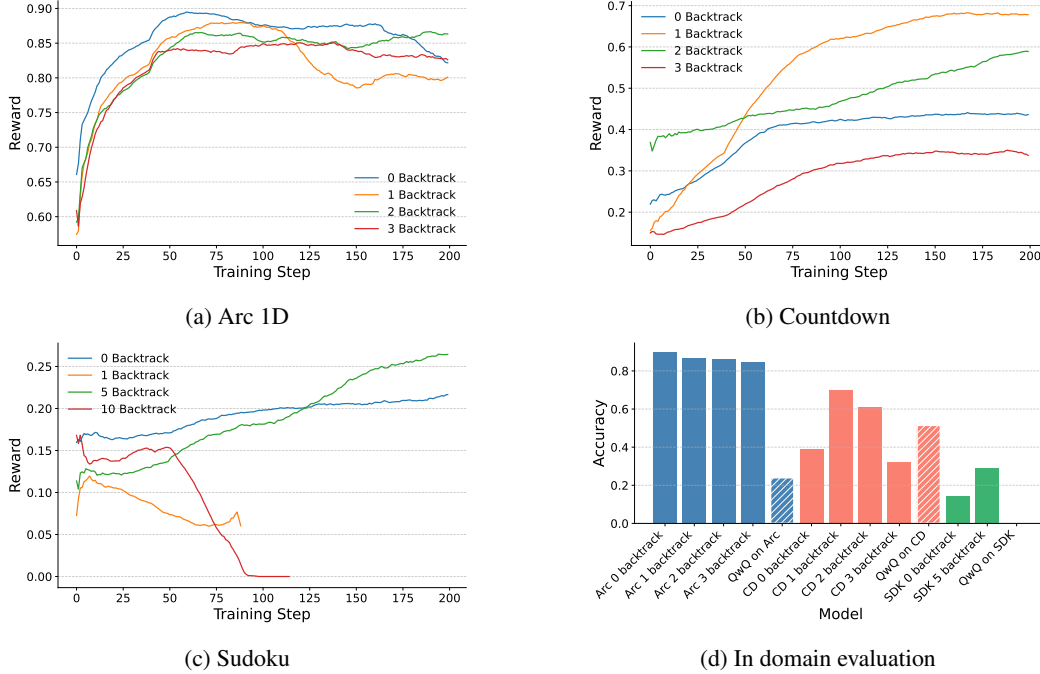 0.90
0.85
0.80
0.75
0.70
0.65
0.60
Reward
0 Backtrack
1 Backtrack
2 Backtrack
3 Backtrack
0 25 50 75 100 125 150 175 200
Training Step
(a) Arc 1D
0.7
0.6
0.5
0.4
0.3
0.2
Reward
0 Backtrack
1 Backtrack
2 Backtrack
3 Backtrack
0 25 50 75 100 125 150 175 200
Training Step
(b) Countdown
0.25
0.20
0.15
0.10
0.05
0.00
Reward
0 Backtrack
1 Backtrack
5 Backtrack
10 Backtrack
0 25 50 75 100 125 150 175 200
Training Step
(c) Sudoku
0.8
0.6
0.4
0.2
0.0
Accuracy
Arc 0 backtrack
Arc 1 backtrack
Arc 2 backtrack
Arc 3 backtrack
QwQ on Arc
CD 0 backtrack
CD 1 backtrack
CD 2 backtrack
CD 3 backtrack
QwQ on CD
SDK 0 backtrack
SDK 5 backtrack
QwQ on SDK
Model
(d) In domain evaluation